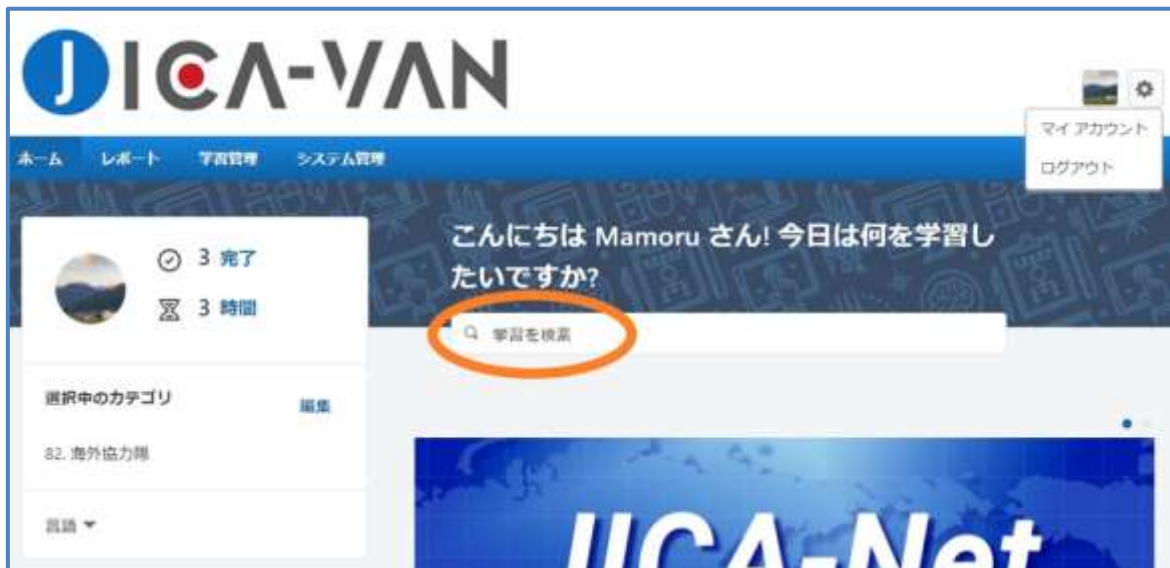 JICA-VAN
マイ アカウント
ログアウト
ホーム レポート 学習管理 システム管理
こんにちは Mamoru さん! 今日は何を学習し
たいですか?
3 完了
3 時間
学習を検索
選択中のカテゴリ 編集
82. 海外協力隊
言語
JICA-Net